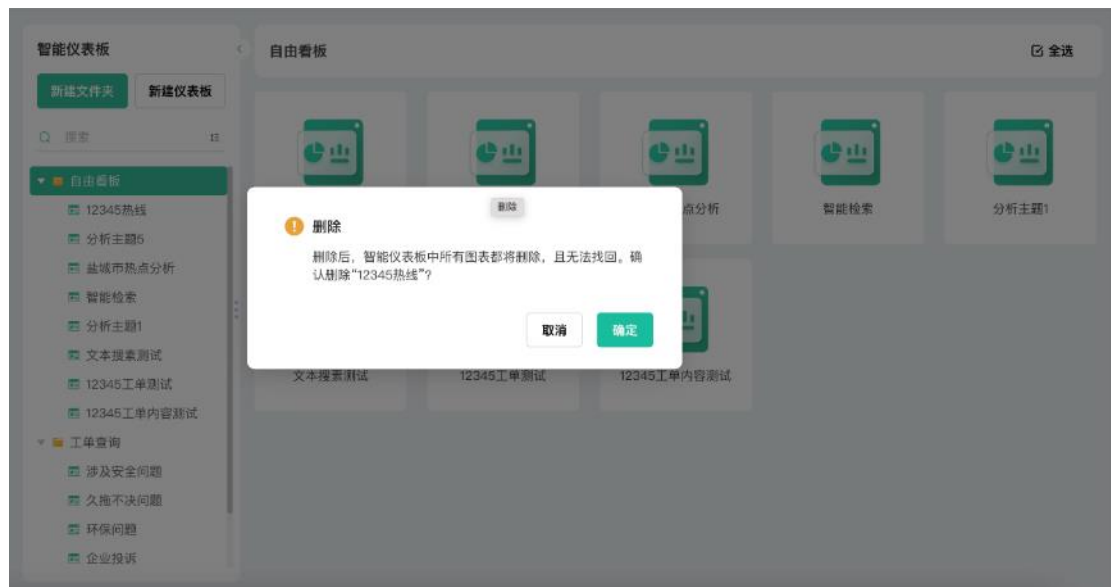 智能仪表板
新建文件夹 新建仪表板
搜索
自由看板
12345热线
分析主题5
盐城市热点分析
智能检索
分析主题1
文本搜素测试
12345工单测试
12345工单内容测试
工单查询
涉及安全问题
久拖不决问题
环保问题
企业投诉
自由看板 全选
点分析 智能检索 分析主题1
文本搜素测试 12345工单测试 12345工单内容测试
删除
删除
删除后，智能仪表板中所有图表都将删除，且无法找回。确
认删除“12345热线”？
取消 确定